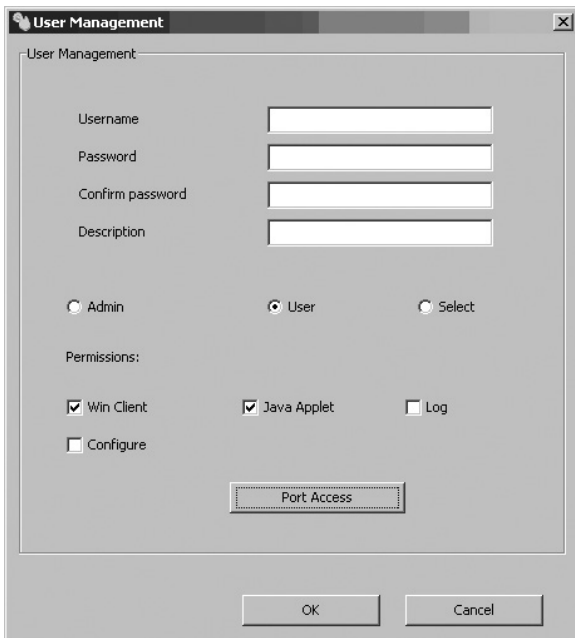 User Management
User Management
Username
Password
Confirm password
Description
Admin User Select
Permissions:
Win Client Java Applet Log
Configure
Port Access
OK Cancel